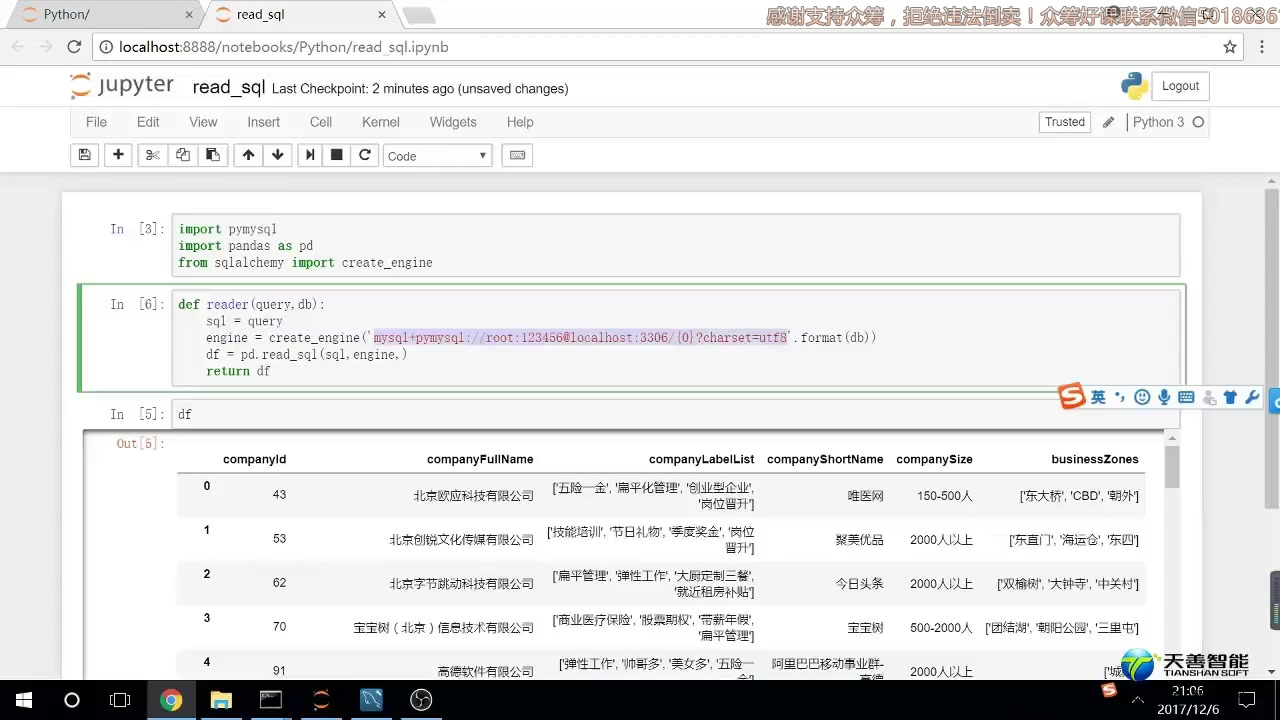 Python/
read_sql
感谢支持众筹，拒绝违法倒卖！众筹好课联系微信5018636
localhost:8888/notebooks/Python/read_sql.ipynb
jupyter
read_sql Last Checkpoint: 2 minutes ago (unsaved changes)
Logout
File Edit View Insert Cell Kernel Widgets Help
Trusted
Python 3
Code
In [3]:
import pymysql
import pandas as pd
from sqlalchemy import create_engine
In [6]:
def reader(query,db):
sql = query
engine = create_engine('mysql+pymysql://root:123456@localhost:3306/{0}?charset=utf8'.format(db))
df = pd.read_sql(sql,engine,)
return df
In [5]:
df
英
Out[5]:
companyId companyFullName companyLabelList companyShortName companySize businessZones
0 43 北京欧应科技有限公司 ['五险一金', '扁平化管理', '创业型企业', '岗位晋升'] 唯医网 150-500人 ['东大桥', 'CBD', '朝外']
1 53 北京创锐文化传媒有限公司 ['技能培训', '节日礼物', '季度奖金', '岗位晋升'] 聚美优品 2000人以上 ['东直门', '海运仓', '东四']
2 62 北京字节跳动科技有限公司 ['扁平管理', '弹性工作', '大厨定制三餐', '就近租房补贴'] 今日头条 2000人以上 ['双榆树', '大钟寺', '中关村']
3 70 宝宝树（北京）信息技术有限公司 ['商业医疗保险', '股票期权', '带薪年假', '扁平管理'] 宝宝树 500-2000人 ['团结湖', '朝阳公园', '三里屯']
4 91 高德软件有限公司 ['弹性工作', '帅哥多', '美女多', '五险一 阿里巴巴移动事业群- 2000人以上
天善智能
TIANSHAN SOFT
21:06
2017/12/6